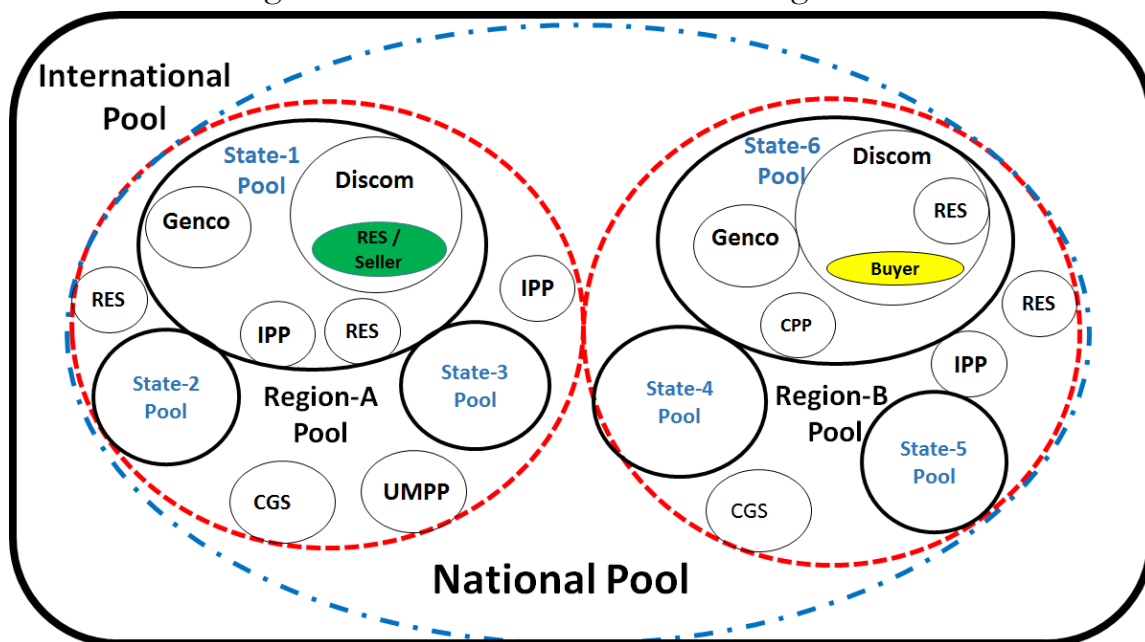 International
Pool
State-1
Pool
Discom
Genco
RES /
Seller
RES
IPP
RES
IPP
State-2
Pool
Region-A
Pool
State-3
Pool
CGS
UMPP
State-6
Pool
Discom
RES
Genco
Buyer
CPP
RES
IPP
State-4
Pool
Region-B
Pool
State-5
Pool
CGS
National Pool